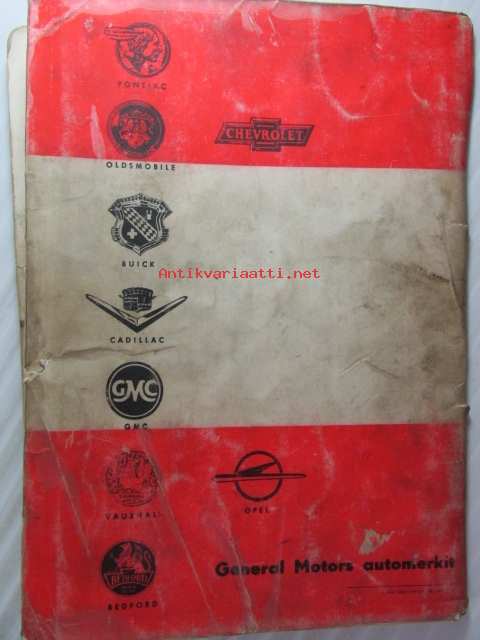 PONTIAC
CHEVROLET
OLDSMOBILE
BUICK
Antikvariaatti.net
CADILLAC
GMC
GMC
VAUXHALL
OPEL
General Motors automerkit
BEDFORD
BEDFORD